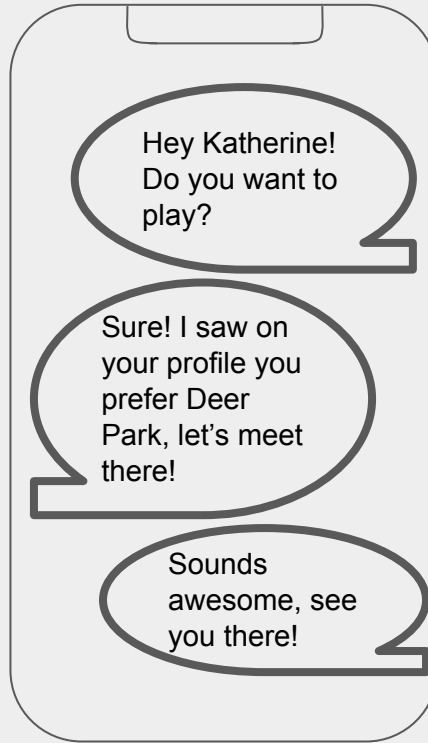 Hey Katherine!
Do you want to
play?
Sure! I saw on
your profile you
prefer Deer
Park, let’s meet
there!
Sounds
awesome, see
you there!